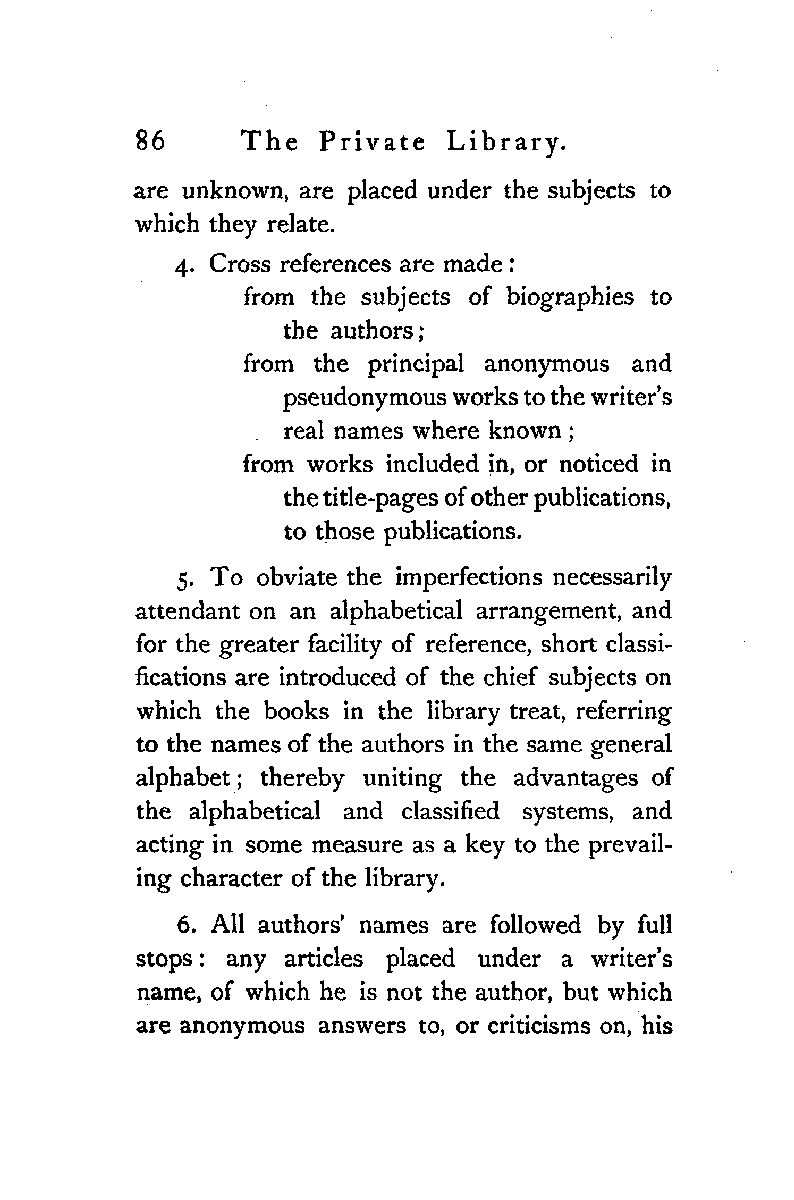 86 The Private Library.
are unknown, are placed under the subjects to
which they relate.
4. Cross references are made :
from the subjects of biographies to
the authors ;
from the principal anonymous and
pseudonymous works to the writer's
real names where known ;
from works included in, or noticed in
the title-pages of other publications,
to those publications.
5. To obviate the imperfections necessarily
attendant on an alphabetical arrangement, and
for the greater facility of reference, short classi-
fications are introduced of the chief subjects on
which the books in the library treat, referring
to the names of the authors in the same general
alphabet ; thereby uniting the advantages of
the alphabetical and classified systems, and
acting in some measure as a key to the prevail-
ing character of the library.
6. All authors' names are followed by full
stops : any articles placed under a writer's
name, of which he is not the author, but which
are anonymous answers to, or criticisms on, his